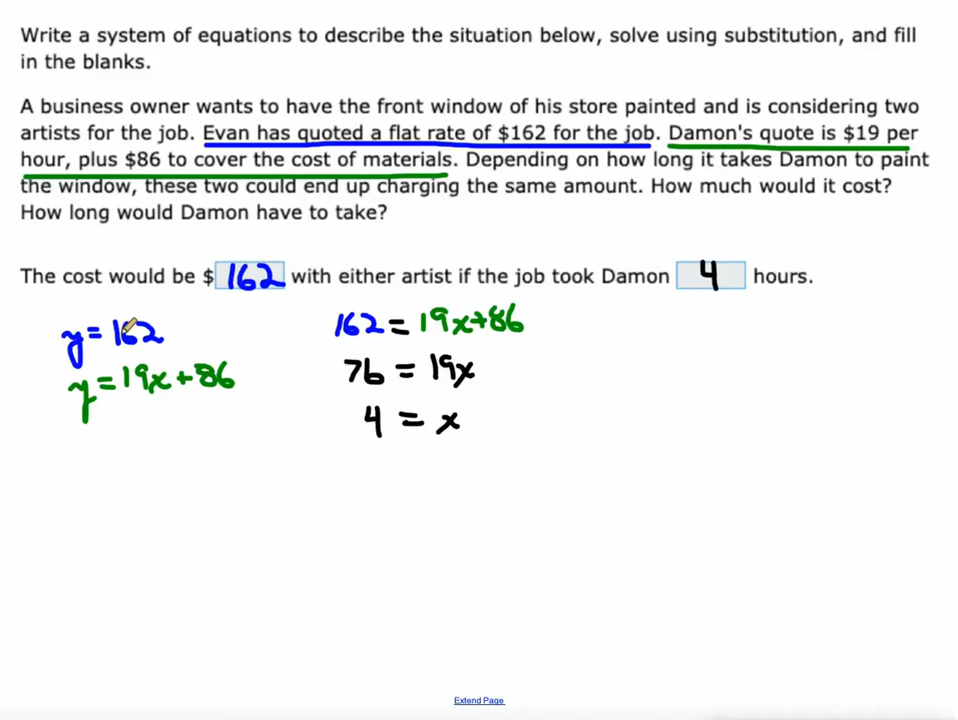 Write a system of equations to describe the situation below, solve using substitution, and fill
in the blanks.
A business owner wants to have the front window of his store painted and is considering two
artists for the job. Evan has quoted a flat rate of $162 for the job. Damon's quote is $19 per
hour, plus $86 to cover the cost of materials. Depending on how long it takes Damon to paint
the window, these two could end up charging the same amount. How much would it cost?
How long would Damon have to take?
The cost would be $ 162 with either artist if the job took Damon 4 hours.
y = 162
y = 19x + 86
162 = 19x + 86
76 = 19x
4 = x
Extend Page